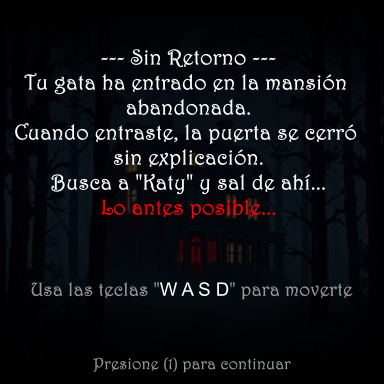 --- Sin Retorno ---
Tu gata ha entrado en la mansión
abandonada.
Cuando entraste, la puerta se cerró
sin explicación.
Busca a "Katy" y sal de ahí...
Lo antes posible...
Usa las teclas "W A S D" para moverte
Presione (1) para continuar